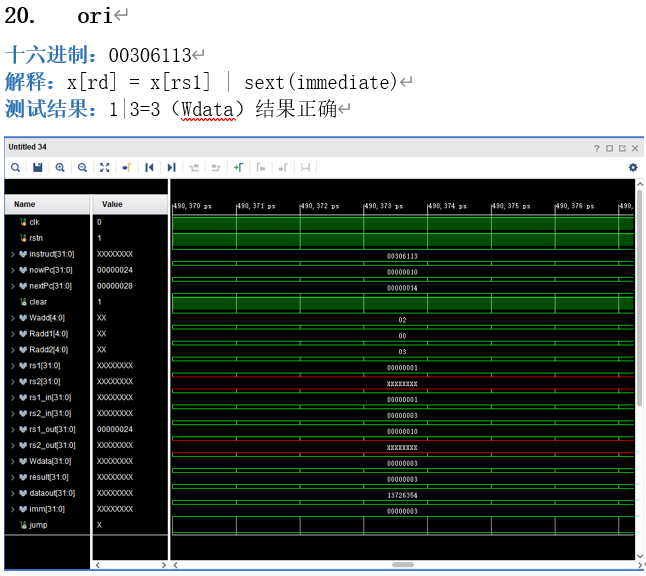 20. ori
十六进制：00306113
解释：x[rd] = x[rs1] | sext(immediate)
测试结果：1|3=3（Wdata）结果正确
Untitled 34
Name Value
490,370 ps 490,371 ps 490,372 ps 490,373 ps 490,374 ps 490,375 ps 490,376 ps 490,
clk 0
rstn 1
instruct[31:0] XXXXXXXX 00306113
nowPc[31:0] 00000024 00000010
nextPc[31:0] 00000028 00000014
clear 1
Wadd[4:0] XX 02
Radd1[4:0] XX 00
Radd2[4:0] XX 03
rs1[31:0] XXXXXXXX 00000001
rs2[31:0] XXXXXXXX XXXXXXXX
rs1_in[31:0] XXXXXXXX 00000001
rs2_in[31:0] XXXXXXXX 00000003
rs1_out[31:0] 00000024 00000010
rs2_out[31:0] XXXXXXXX XXXXXXXX
Wdata[31:0] XXXXXXXX 00000003
result[31:0] XXXXXXXX 00000003
dataout[31:0] XXXXXXXX 13726354
imm[31:0] XXXXXXXX 00000003
jump X